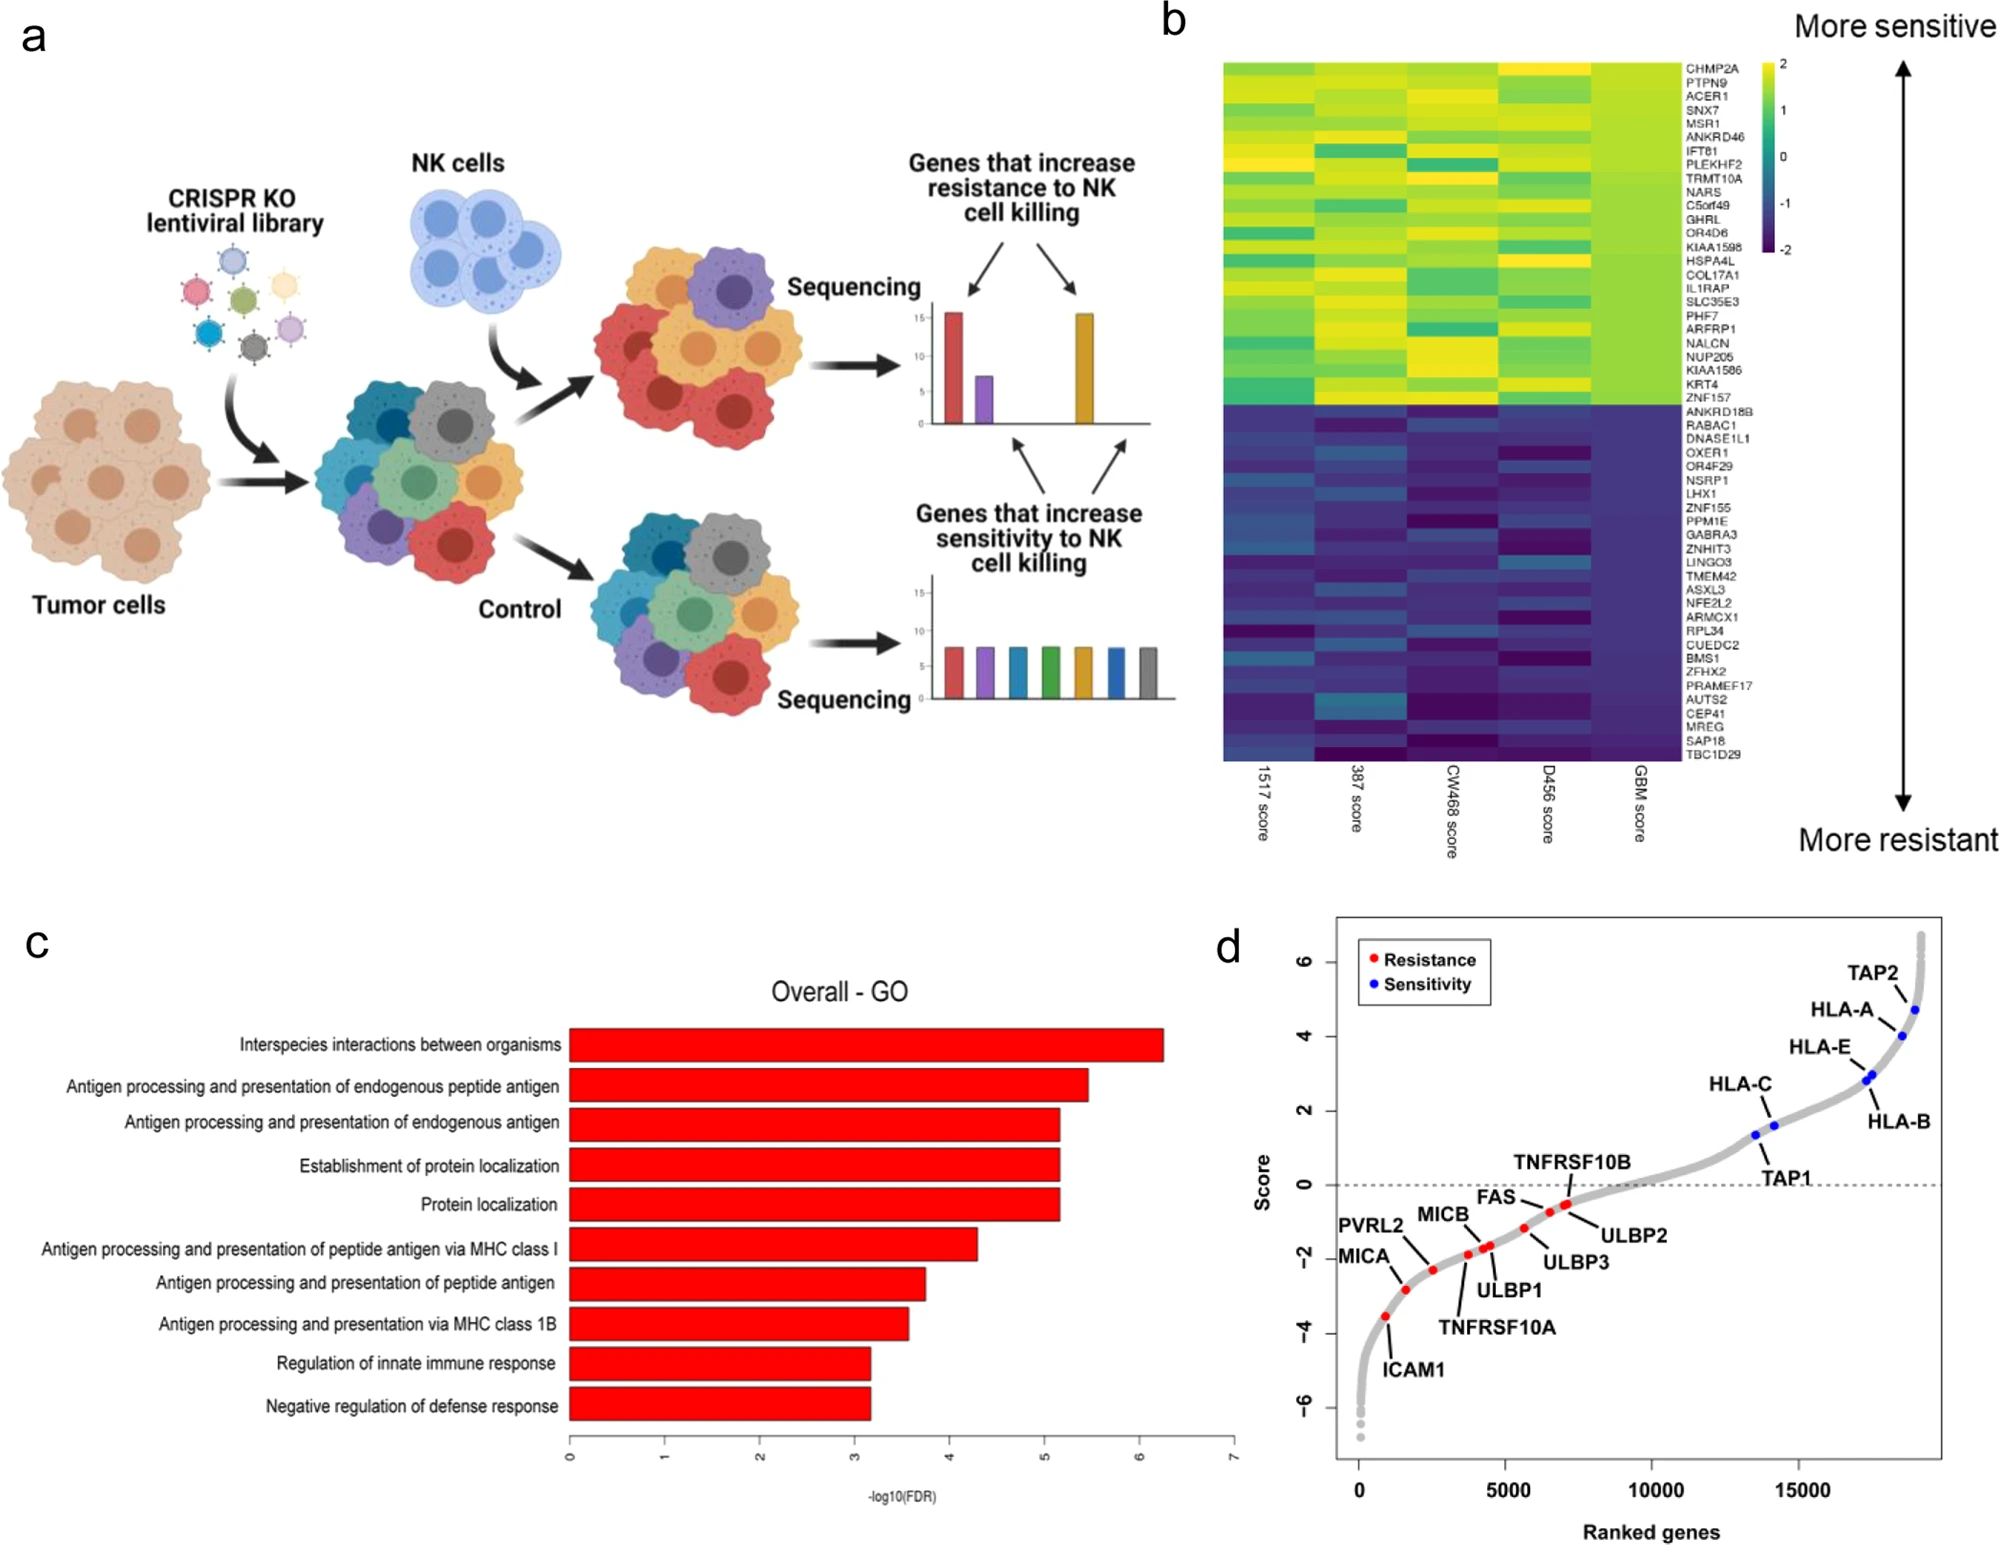 a
CRISPR KO
lentiviral library
NK cells
Tumor cells
Control
Sequencing
Genes that increase
resistance to NK
cell killing
15
10
5
0
Genes that increase
sensitivity to NK
cell killing
Sequencing
15
10
5
0
b
More sensitive
CHMP2A
PTPN9
ACER1
SNX7
MSR1
ANKRD46
IFT81
PLEKHF2
TRMT10A
NARS
C5orf49
GHRL
OR4D6
KIAA1598
HSPA4L
COL17A1
IL1RAP
SLC35E3
PHF7
ARFRP1
NALCN
NUP205
KIAA1586
KRT4
ZNF157
ANKRD18B
RABAC1
DNASE1L1
OXER1
OR4F29
NSRP1
LHX1
ZNF155
PPM1E
GABRA3
ZNHIT3
LINGO3
TMEM42
ASXL3
NFE2L2
ARMCX1
RPL34
CUEDC2
BMS1
ZFHX2
PRAMEF17
AUTS2
CEP41
MREG
SAP18
TBC1D29
2
1
0
-1
-2
1517 score
387 score
CW468 score
D456 score
GBM score
More resistant
c
Overall - GO
Interspecies interactions between organisms
Antigen processing and presentation of endogenous peptide antigen
Antigen processing and presentation of endogenous antigen
Establishment of protein localization
Protein localization
Antigen processing and presentation of peptide antigen via MHC class I
Antigen processing and presentation of peptide antigen
Antigen processing and presentation via MHC class 1B
Regulation of innate immune response
Negative regulation of defense response
0 1 2 3 4 5 6 7
-log10(FDR)
d
Resistance
Sensitivity
Score
6
4
2
0
−2
−4
−6
TAP2
HLA-A
HLA-E
HLA-C
HLA-B
TAP1
TNFRSF10B
FAS
MICB
PVRL2
MICA
ULBP2
ULBP3
ULBP1
TNFRSF10A
ICAM1
0 5000 10000 15000
Ranked genes